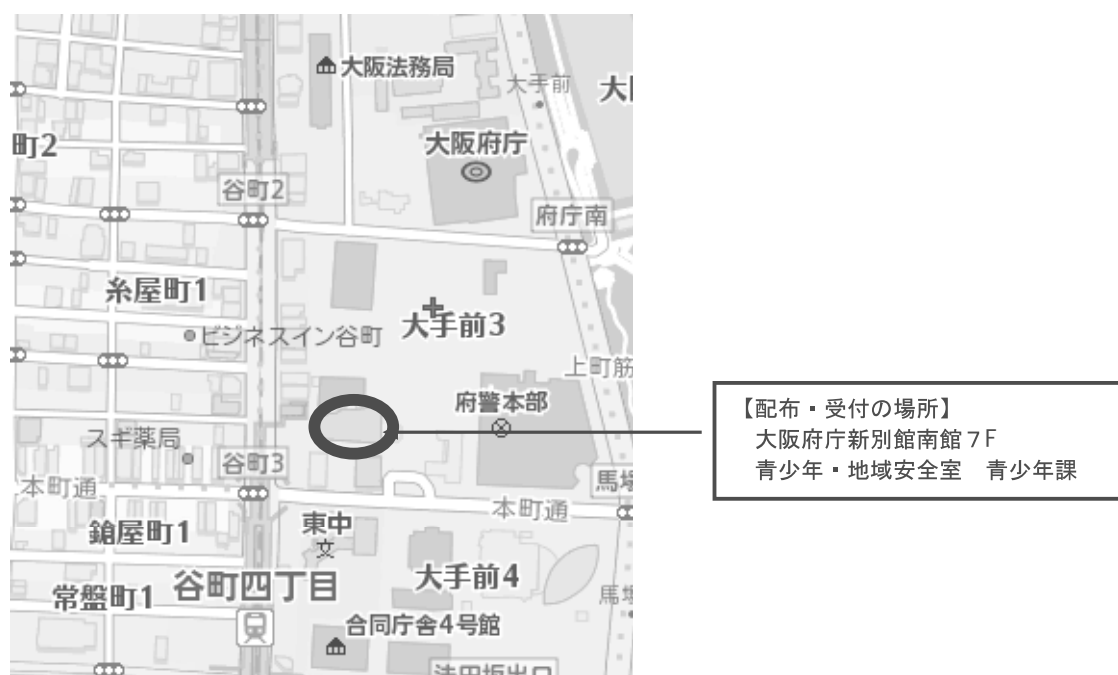 大阪法務局
大手前
町2
大阪府庁
谷町2
府庁南
糸屋町1
大手前3
ビジネスイン谷町
上町筋
府警本部
【配布・受付の場所】
大阪府庁新別館南館7F
青少年・地域安全室 青少年課
スギ薬局
谷町3
本町通
本町通
鎗屋町1
東中
文
大手前4
谷町四丁目
常盤町1
合同庁舎4号館